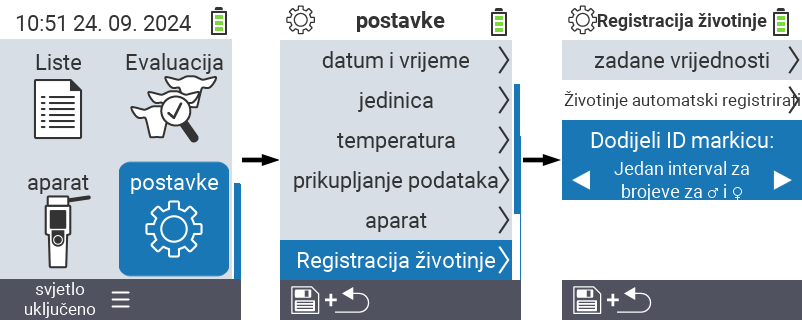 10:51 24. 09. 2024
Liste
Evaluacija
aparat
postavke
svjetlo
uključeno
postavke
datum i vrijeme
jedinica
temperatura
prikupljanje podataka
aparat
Registracija životinje
+
Registracija životinje
zadane vrijednosti
Životinje automatski registrirati
Dodijeli ID markicu:
Jedan interval za
brojeve za ♂ i ♀
+